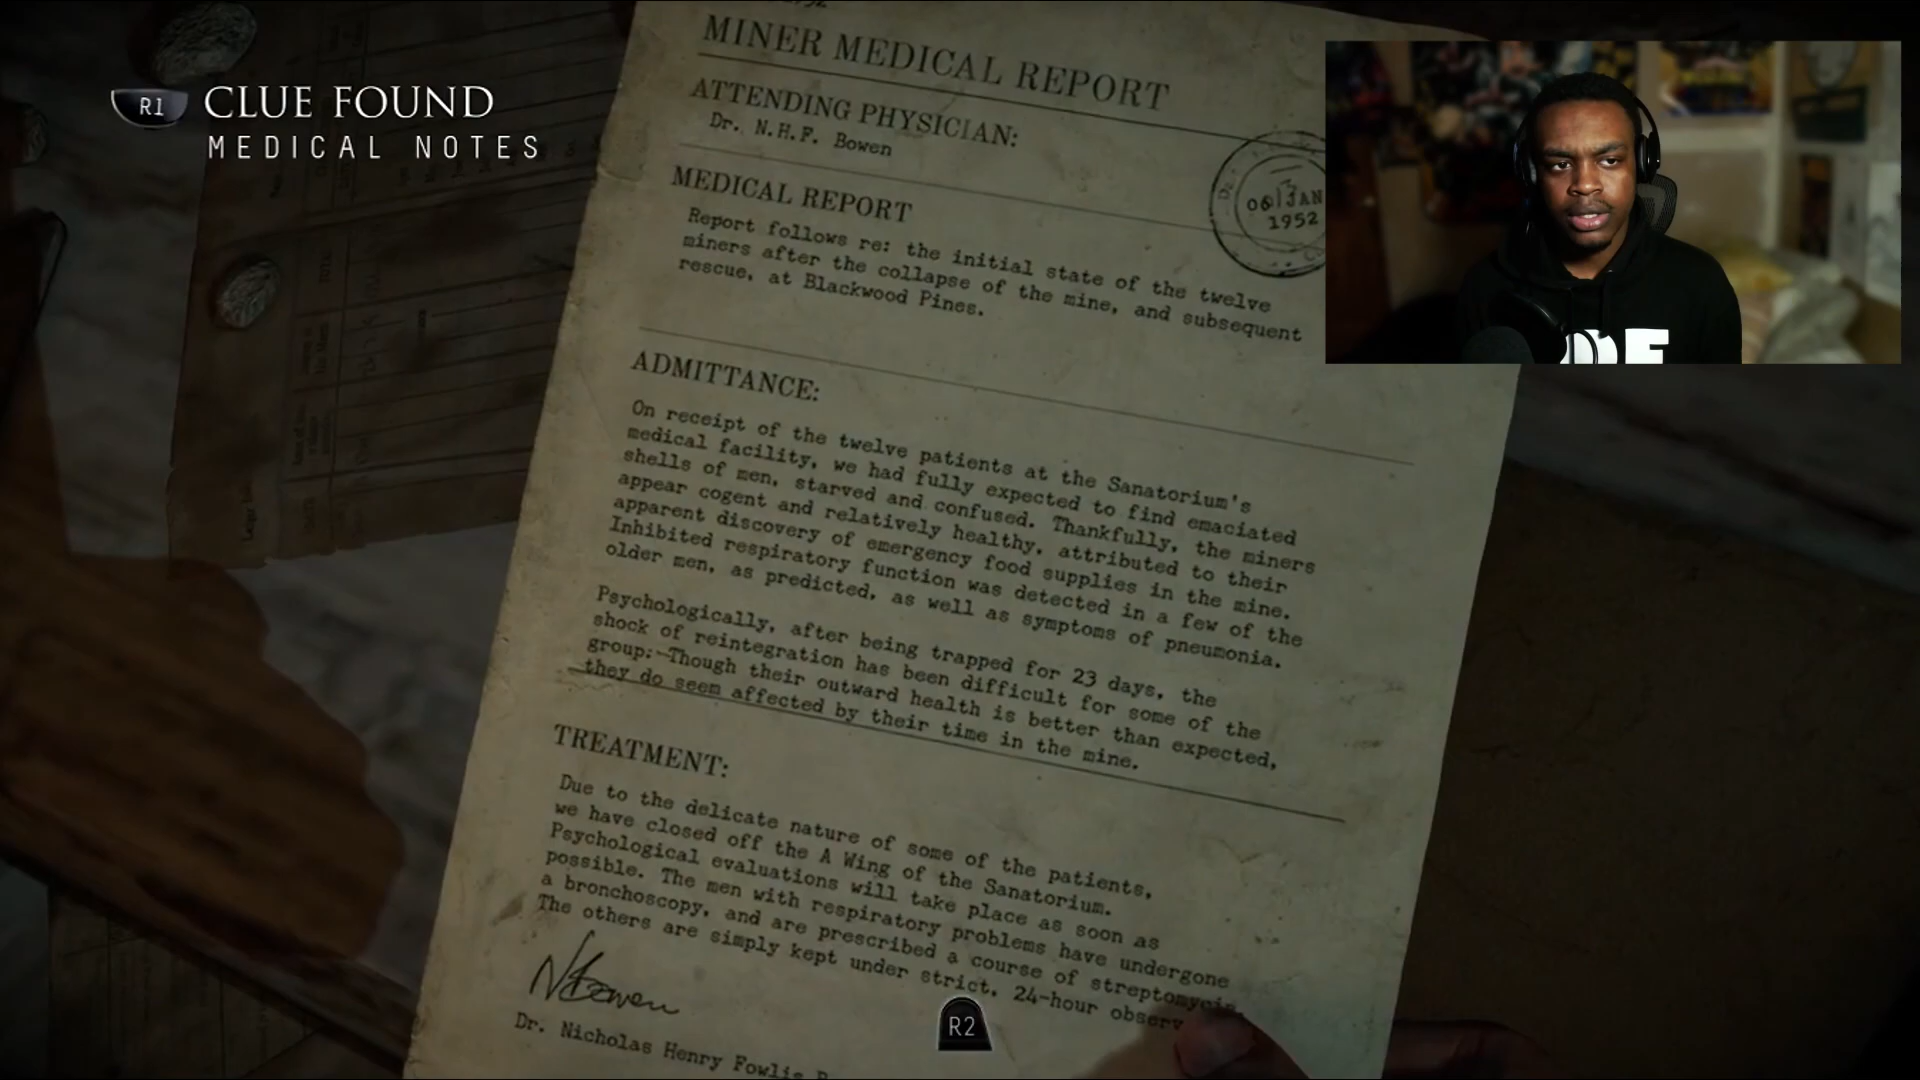 R1 CLUE FOUND
MEDICAL NOTES
MINER MEDICAL REPORT
ATTENDING PHYSICIAN:
Dr. N.H.F. Bowen
06 JAN
1952
MEDICAL REPORT
Report follows re: the initial state of the twelve
miners after the collapse of the mine, and subsequent
rescue, at Blackwood Pines.
ADMITTANCE:
On receipt of the twelve patients at the Sanatorium's
medical facility, we had fully expected to find emaciated
shells of men, starved and confused. Thankfully, the miners
appear cogent and relatively healthy, attributed to their
apparent discovery of emergency food supplies in the mine.
Inhibited respiratory function was detected in a few of the
older men, as predicted, as well as symptoms of pneumonia.
Psychologically, after being trapped for 23 days, the
shock of reintegration has been difficult for some of the
group: Though their outward health is better than expected,
they do seem affected by their time in the mine.
TREATMENT:
Due to the delicate nature of some of the patients,
we have closed off the A Wing of the Sanatorium.
Psychological evaluations will take place as soon as
possible. The men with respiratory problems have undergone
a bronchoscopy, and are prescribed a course of streptomycin.
The others are simply kept under strict, 24-hour observ
NBowen
Dr. Nicholas Henry Fowlis
R2